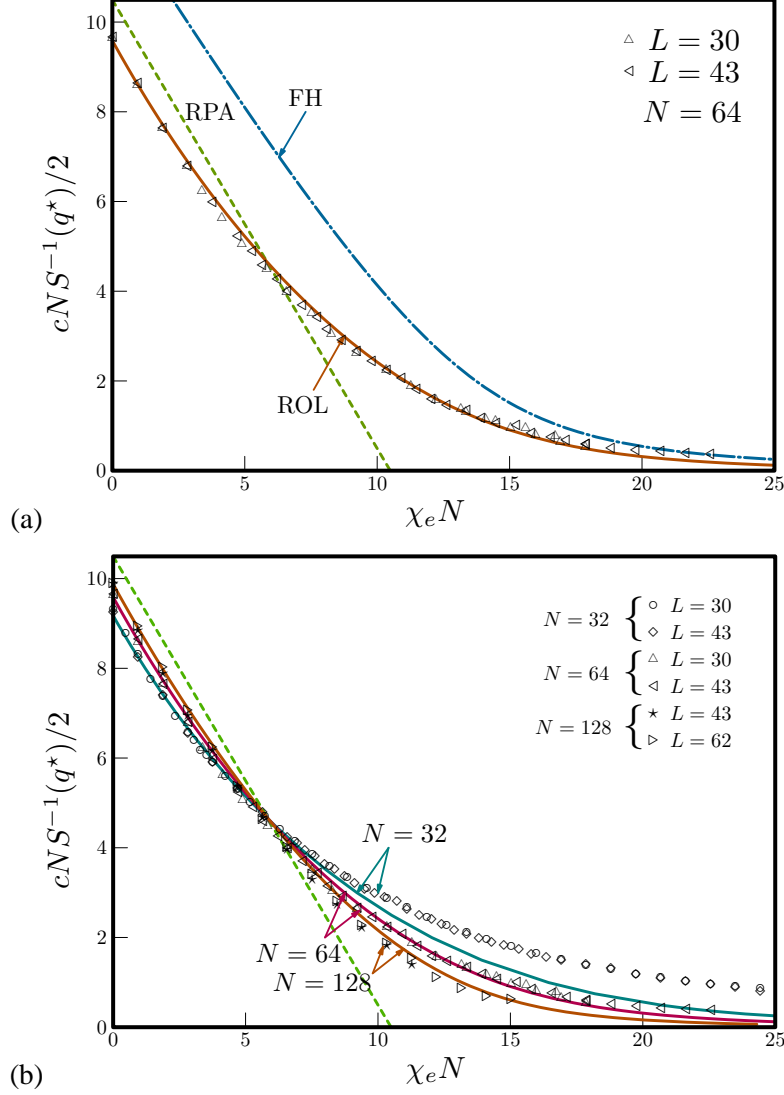 10
8
6
4
2
0
cNS⁻¹(q⋆)/2
RPA
FH
ROL
△ L = 30
◁ L = 43
N = 64
0 5 10 15 20 25
χₑN
(a)
10
8
6
4
2
0
cNS⁻¹(q⋆)/2
N = 32 { ○ L = 30
◇ L = 43
N = 64 { △ L = 30
◁ L = 43
N = 128 { ★ L = 43
▷ L = 62
N = 32
N = 64
N = 128
0 5 10 15 20 25
χₑN
(b)